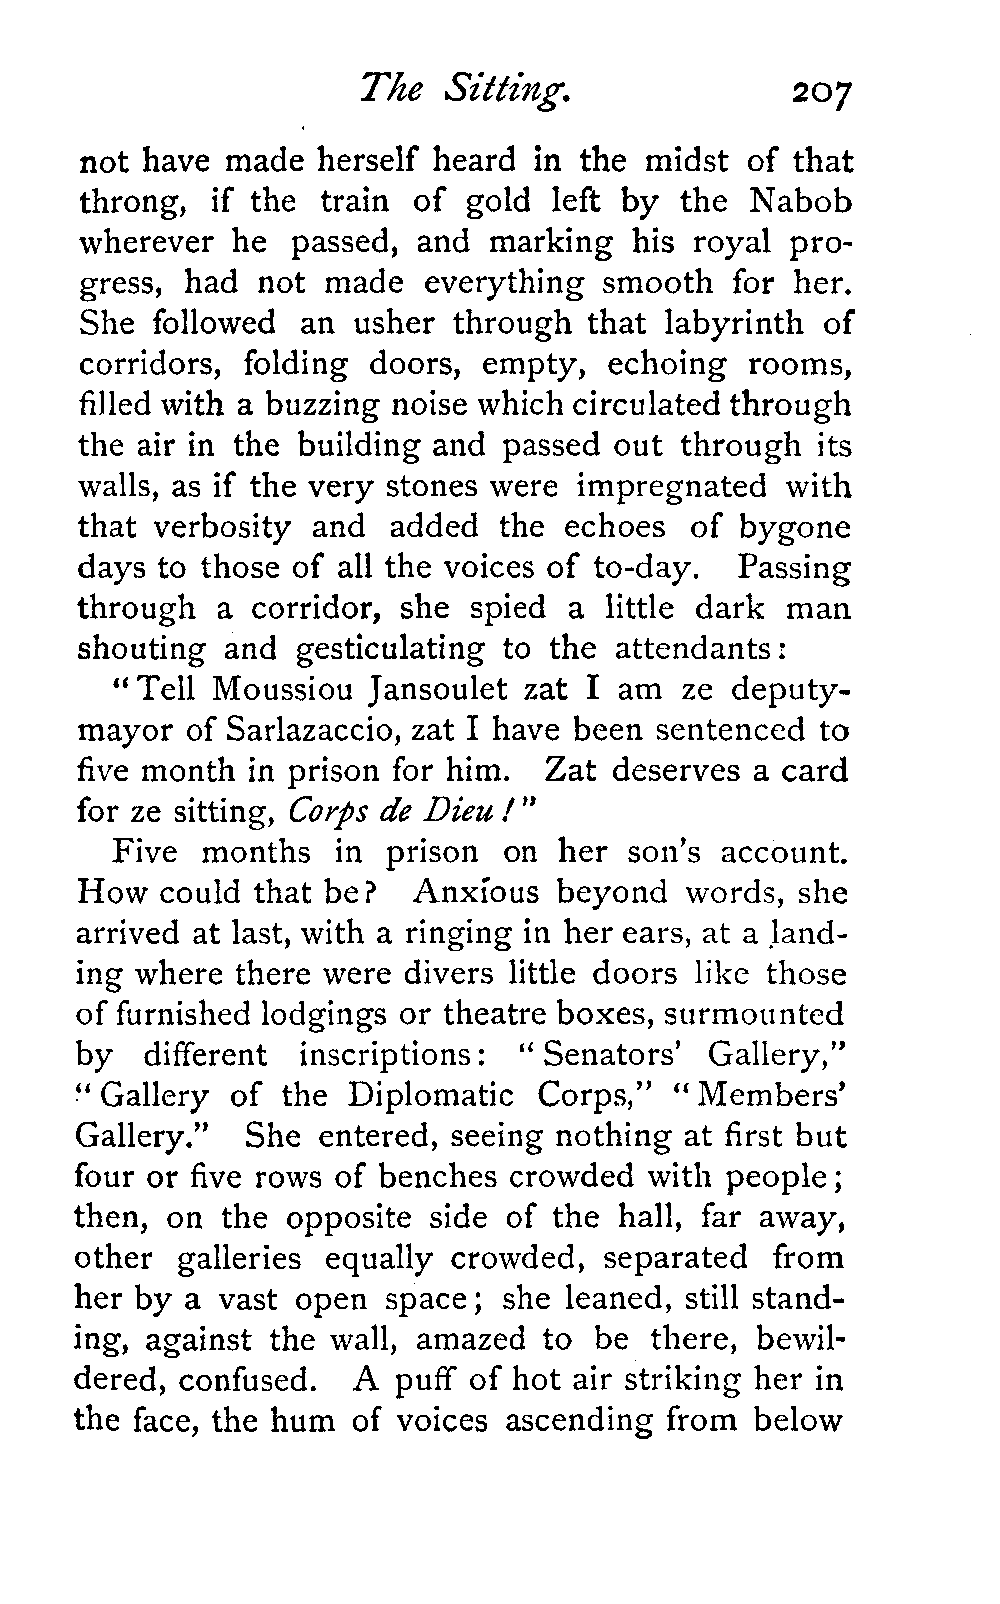 The Sitting. 207
not have made herself heard in the midst of that
throng, if the train of gold left by the Nabob
wherever he passed, and marking his royal pro-
gress, had not made everything smooth for her.
She followed an usher through that labyrinth of
corridors, folding doors, empty, echoing rooms,
filled with a buzzing noise which circulated through
the air in the building and passed out through its
walls, as if the very stones were impregnated with
that verbosity and added the echoes of bygone
days to those of all the voices of to-day. Passing
through a corridor, she spied a little dark man
shouting and gesticulating to the attendants:
"Tell Moussiou Jansoulet zat I am ze deputy-
mayor of Sarlazaccio, zat I have been sentenced to
five month in prison for him. Zat deserves a card
for ze sitting, Corps de Dieu!"
Five months in prison on her son's account.
How could that be? Anxious beyond words, she
arrived at last, with a ringing in her ears, at a land-
ing where there were divers little doors like those
of furnished lodgings or theatre boxes, surmounted
by different inscriptions: "Senators' Gallery,"
"Gallery of the Diplomatic Corps," "Members'
Gallery." She entered, seeing nothing at first but
four or five rows of benches crowded with people;
then, on the opposite side of the hall, far away,
other galleries equally crowded, separated from
her by a vast open space; she leaned, still stand-
ing, against the wall, amazed to be there, bewil-
dered, confused. A puff of hot air striking her in
the face, the hum of voices ascending from below